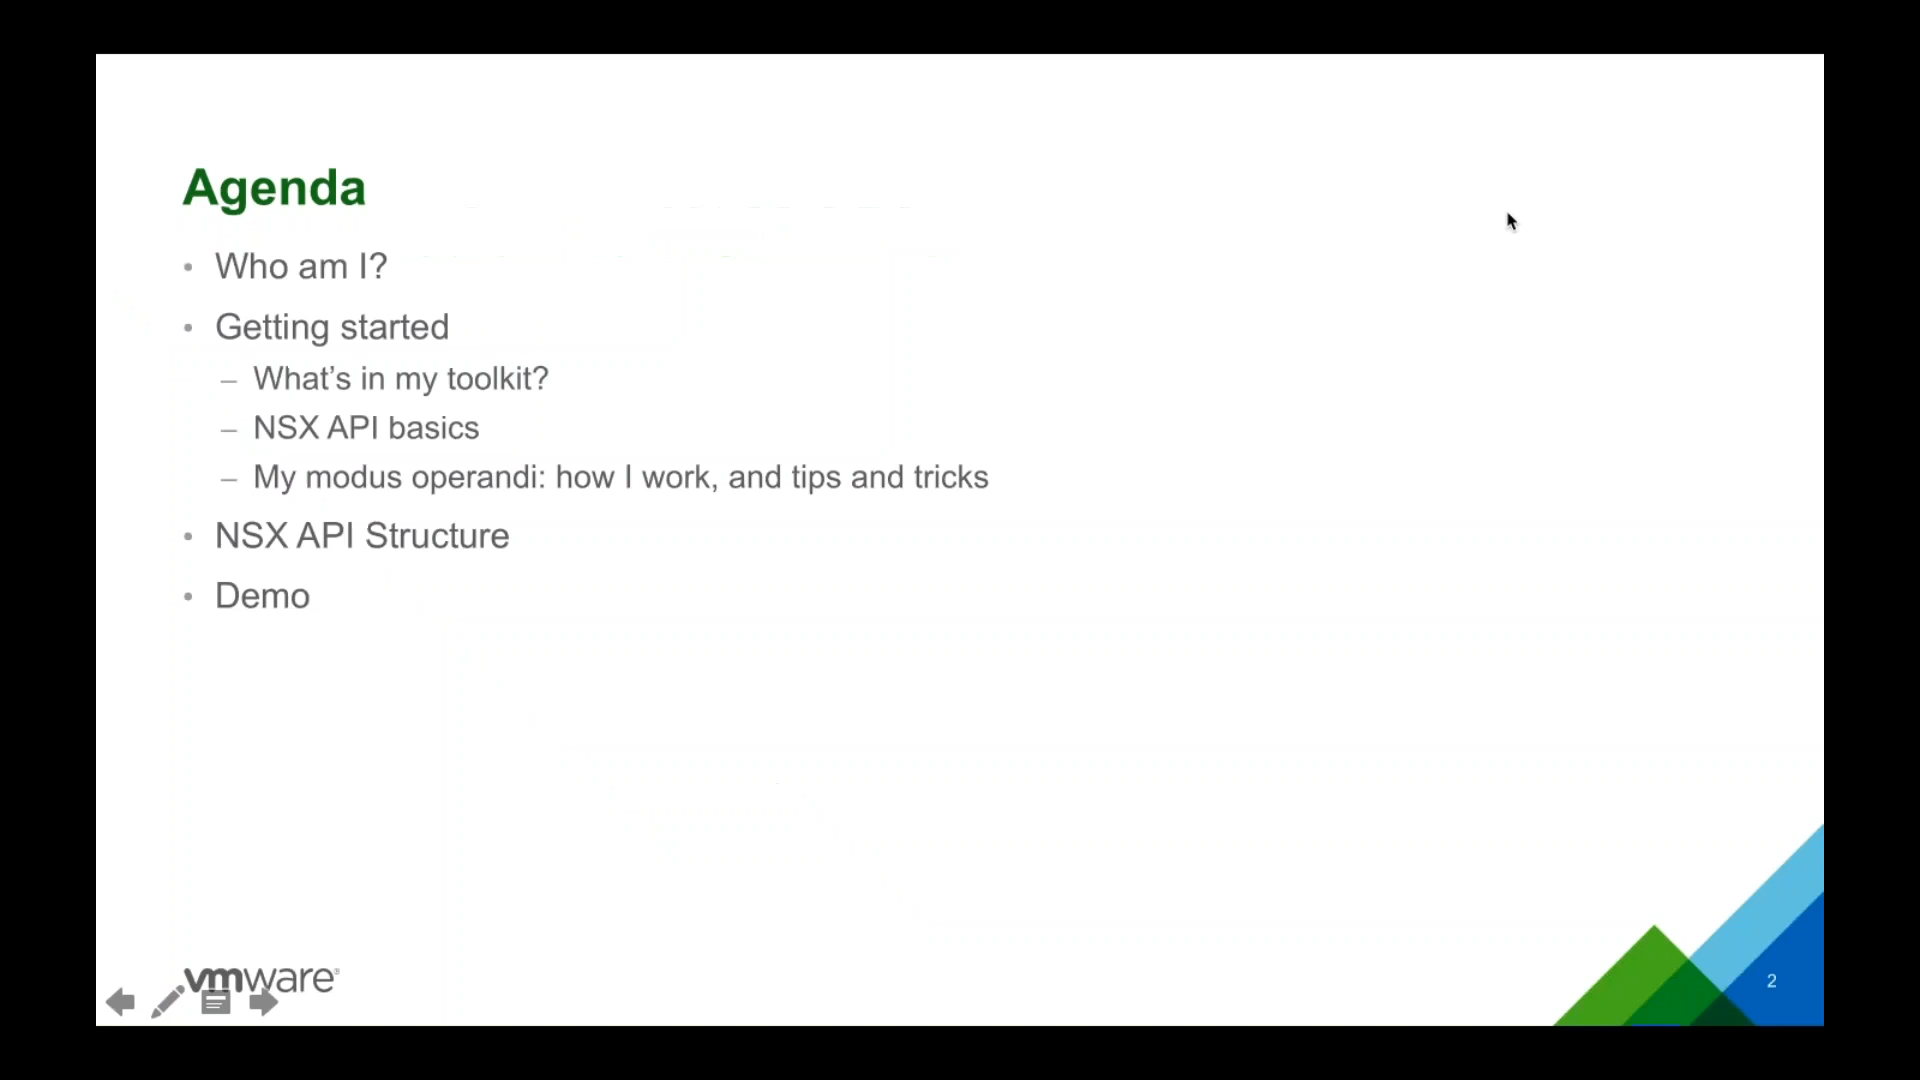 Agenda
• Who am I?
• Getting started
– What’s in my toolkit?
– NSX API basics
– My modus operandi: how I work, and tips and tricks
• NSX API Structure
• Demo
vmware®
2